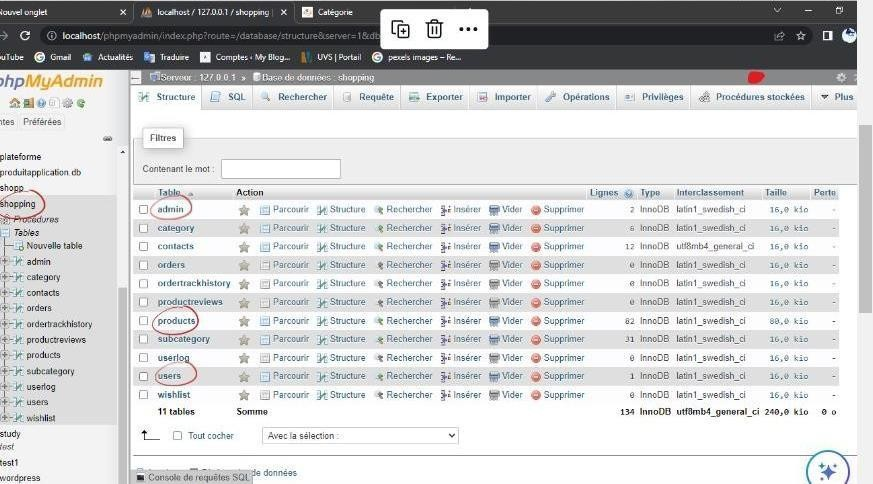 Nouvel onglet
localhost / 127.0.0.1 / shopping |
Catégorie
localhost/phpmyadmin/index.php?route=/database/structure&server=1&db
YouTube
Gmail
Actualités
Traduire
Comptes ‹ My Blog...
UVS | Portail
pexels images – Re...
phpMyAdmin
Préférées
plateforme
produitapplication.db
shopp
shopping
Procédures
Tables
Nouvelle table
admin
category
contacts
orders
ordertrackhistory
productreviews
products
subcategory
userlog
users
wishlist
study
test
test1
wordpress
Serveur : 127.0.0.1 » Base de données : shopping
Structure SQL Rechercher Requête Exporter Importer Opérations Privilèges Procédures stockées Plus
Filtres
Contenant le mot :
Table Action Lignes Type Interclassement Taille Perte
admin Parcourir Structure Rechercher Insérer Vider Supprimer 2 InnoDB latin1_swedish_ci 16,0 kio -
category Parcourir Structure Rechercher Insérer Vider Supprimer 6 InnoDB latin1_swedish_ci 16,0 kio -
contacts Parcourir Structure Rechercher Insérer Vider Supprimer 12 InnoDB utf8mb4_general_ci 16,0 kio -
orders Parcourir Structure Rechercher Insérer Vider Supprimer 0 InnoDB latin1_swedish_ci 16,0 kio -
ordertrackhistory Parcourir Structure Rechercher Insérer Vider Supprimer 0 InnoDB latin1_swedish_ci 16,0 kio -
productreviews Parcourir Structure Rechercher Insérer Vider Supprimer 0 InnoDB latin1_swedish_ci 16,0 kio -
products Parcourir Structure Rechercher Insérer Vider Supprimer 82 InnoDB latin1_swedish_ci 80,0 kio -
subcategory Parcourir Structure Rechercher Insérer Vider Supprimer 31 InnoDB latin1_swedish_ci 16,0 kio -
userlog Parcourir Structure Rechercher Insérer Vider Supprimer 0 InnoDB latin1_swedish_ci 16,0 kio -
users Parcourir Structure Rechercher Insérer Vider Supprimer 1 InnoDB latin1_swedish_ci 16,0 kio -
wishlist Parcourir Structure Rechercher Insérer Vider Supprimer 0 InnoDB latin1_swedish_ci 16,0 kio -
11 tables Somme 134 InnoDB utf8mb4_general_ci 240,0 kio 0 o
Tout cocher Avec la sélection :
de données
Console de requêtes SQL